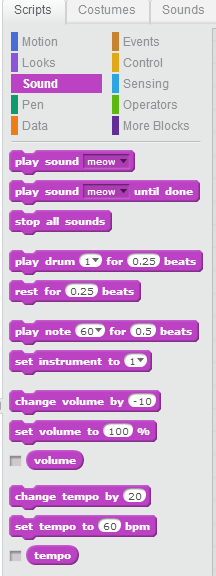 Scripts Costumes Sounds
Motion Events
Looks Control
Sound Sensing
Pen Operators
Data More Blocks
play sound meow
play sound meow until done
stop all sounds
play drum 1 for 0.25 beats
rest for 0.25 beats
play note 60 for 0.5 beats
set instrument to 1
change volume by -10
set volume to 100 %
volume
change tempo by 20
set tempo to 60 bpm
tempo